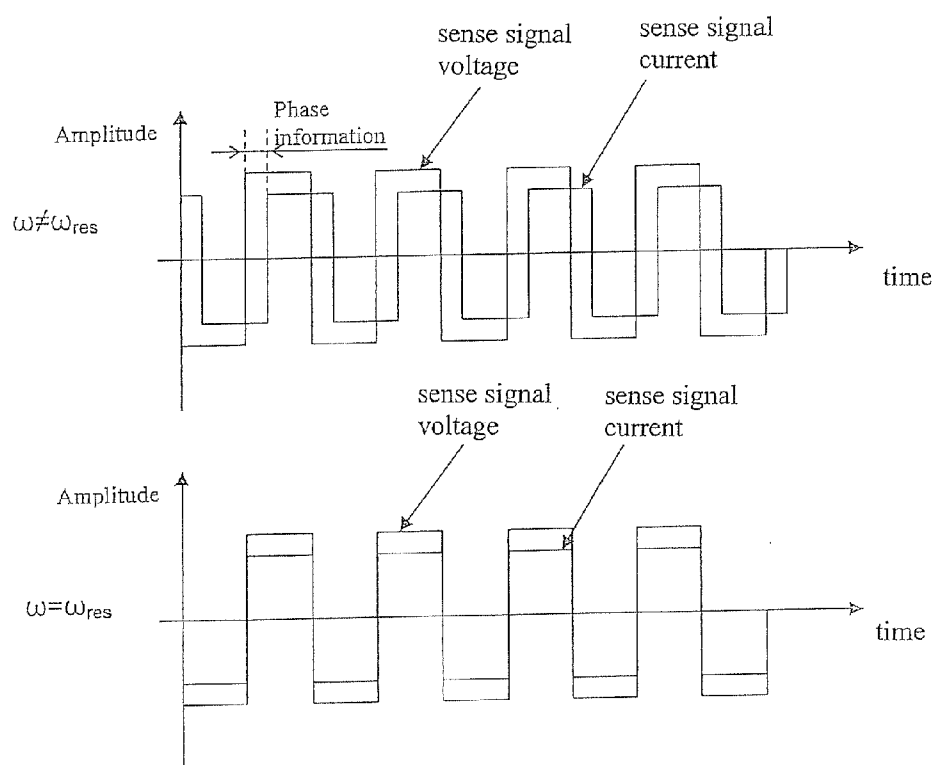 sense signal
voltage
sense signal
current
Phase
information
Amplitude
ω≠ωres
time
sense signal
voltage
sense signal
current
Amplitude
ω=ωres
time